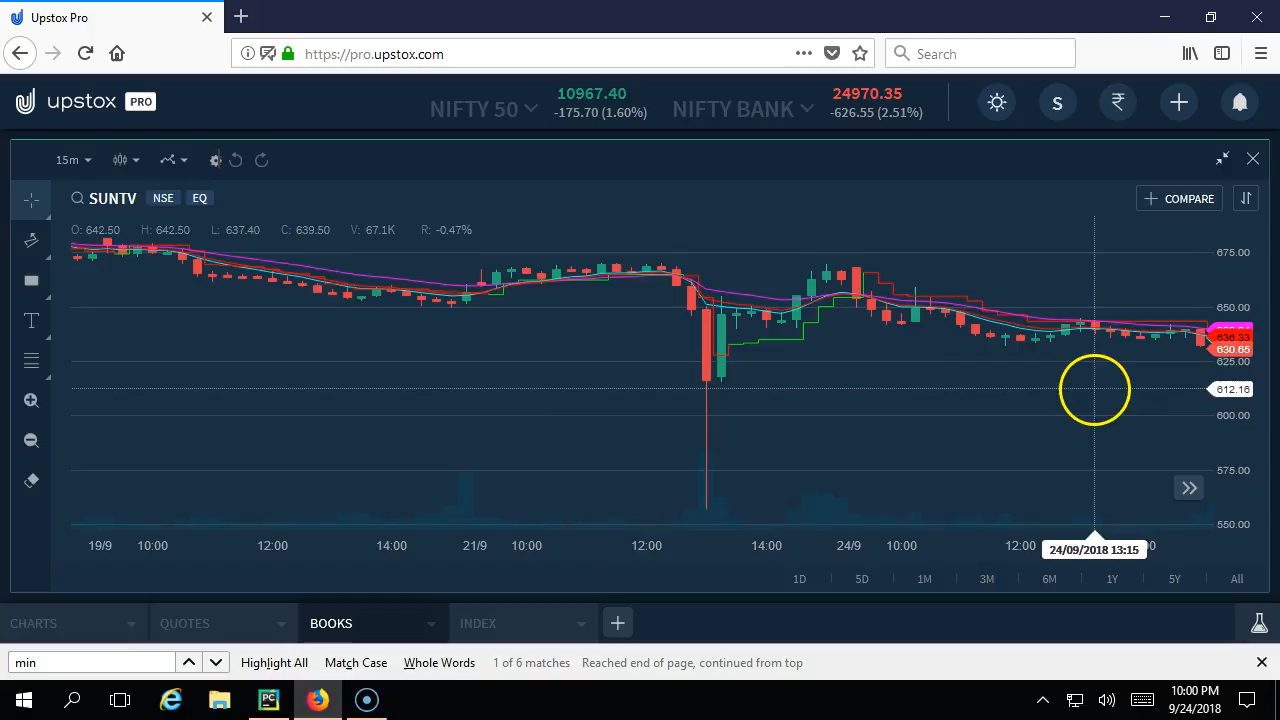 Upstox Pro
https://pro.upstox.com
Search
upstox PRO
NIFTY 50
10967.40
-175.70 (1.60%)
NIFTY BANK
24970.35
-626.55 (2.51%)
S
₹
15m
SUNTV NSE EQ
COMPARE
O: 642.50 H: 642.50 L: 637.40 C: 639.50 V: 67.1K R: -0.47%
675.00
650.00
636.33
630.65
625.00
612.16
600.00
575.00
550.00
19/9 10:00 12:00 14:00 21/9 10:00 12:00 14:00 24/9 10:00 12:00
24/09/2018 13:15
1D 5D 1M 3M 6M 1Y 5Y All
CHARTS QUOTES BOOKS INDEX
min Highlight All Match Case Whole Words 1 of 6 matches Reached end of page, continued from top
PC
10:00 PM
9/24/2018